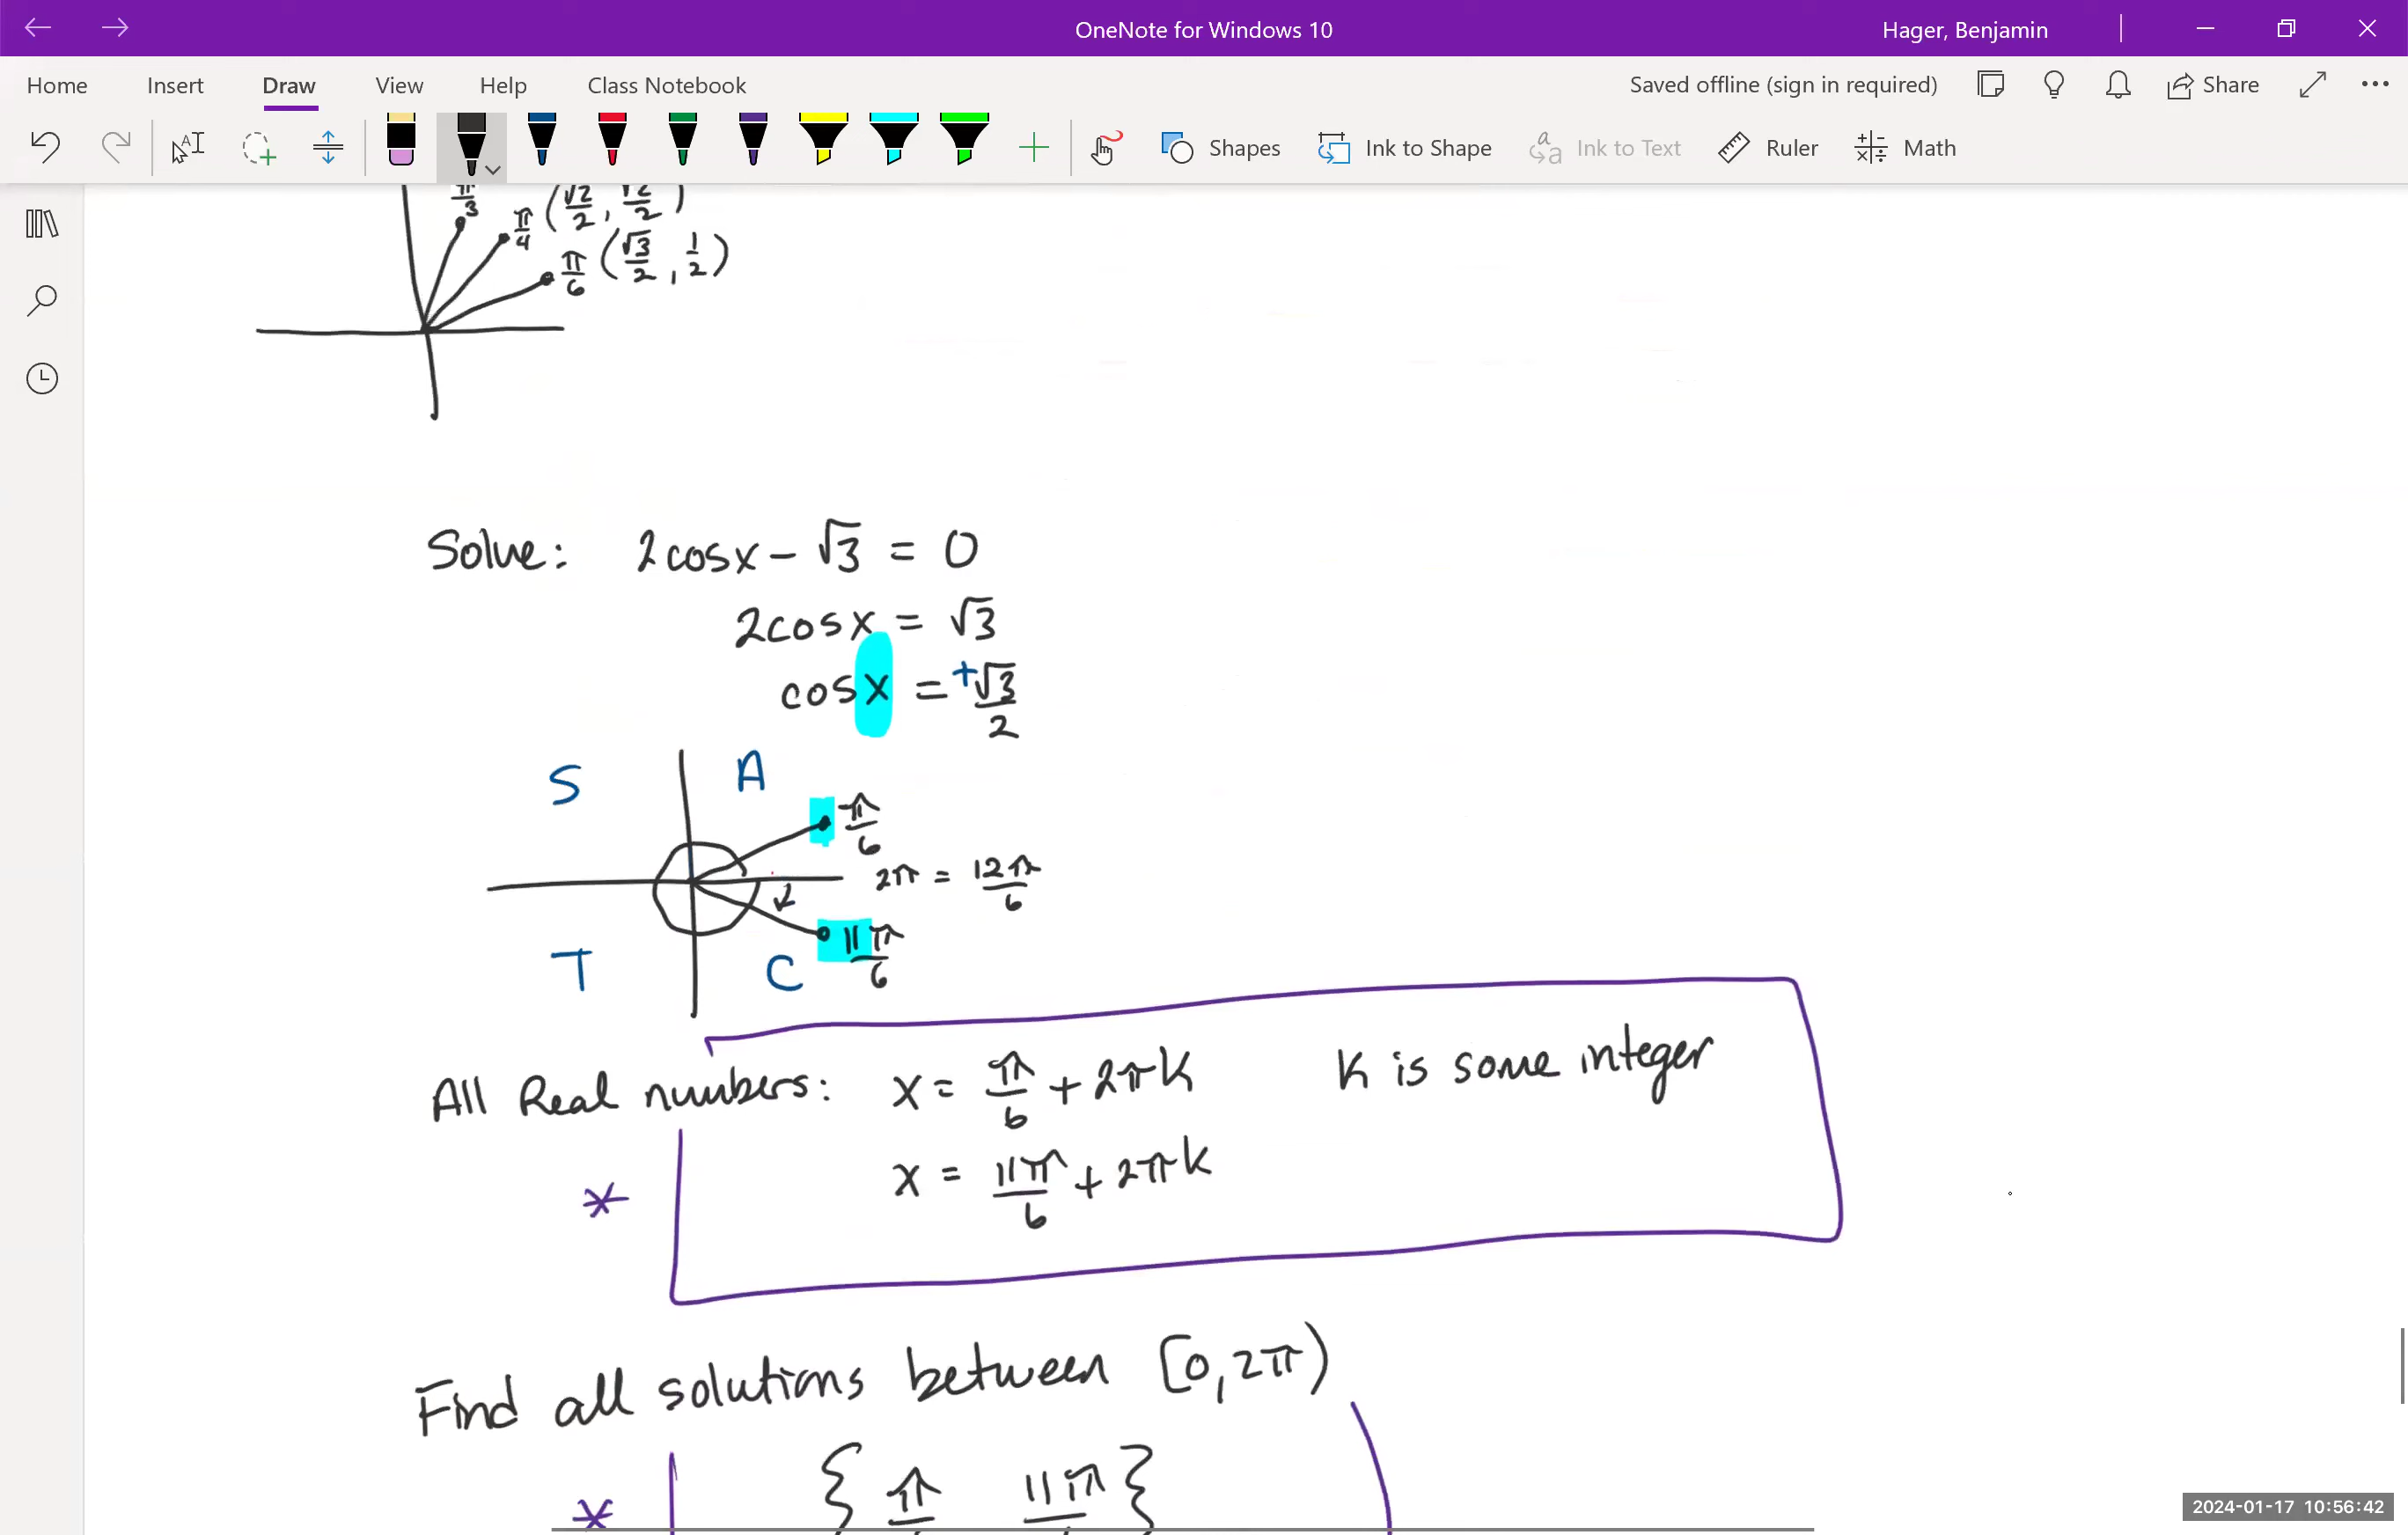 OneNote for Windows 10
Hager, Benjamin
Home Insert Draw View Help Class Notebook
Saved offline (sign in required) Share
Shapes Ink to Shape Ink to Text Ruler Math
π/3
π/4 (√2/2, √2/2)
π/6 (√3/2, 1/2)
Solve: 2cosx - √3 = 0
2cosx = √3
cosx = +√3/2
S A
π/6
2π = 12π/6
11π/6
T C
All Real numbers: x = π/6 + 2πk K is some integer
* x = 11π/6 + 2πk
Find all solutions between [0, 2π)
* { π 11π }
2024-01-17 10:56:42